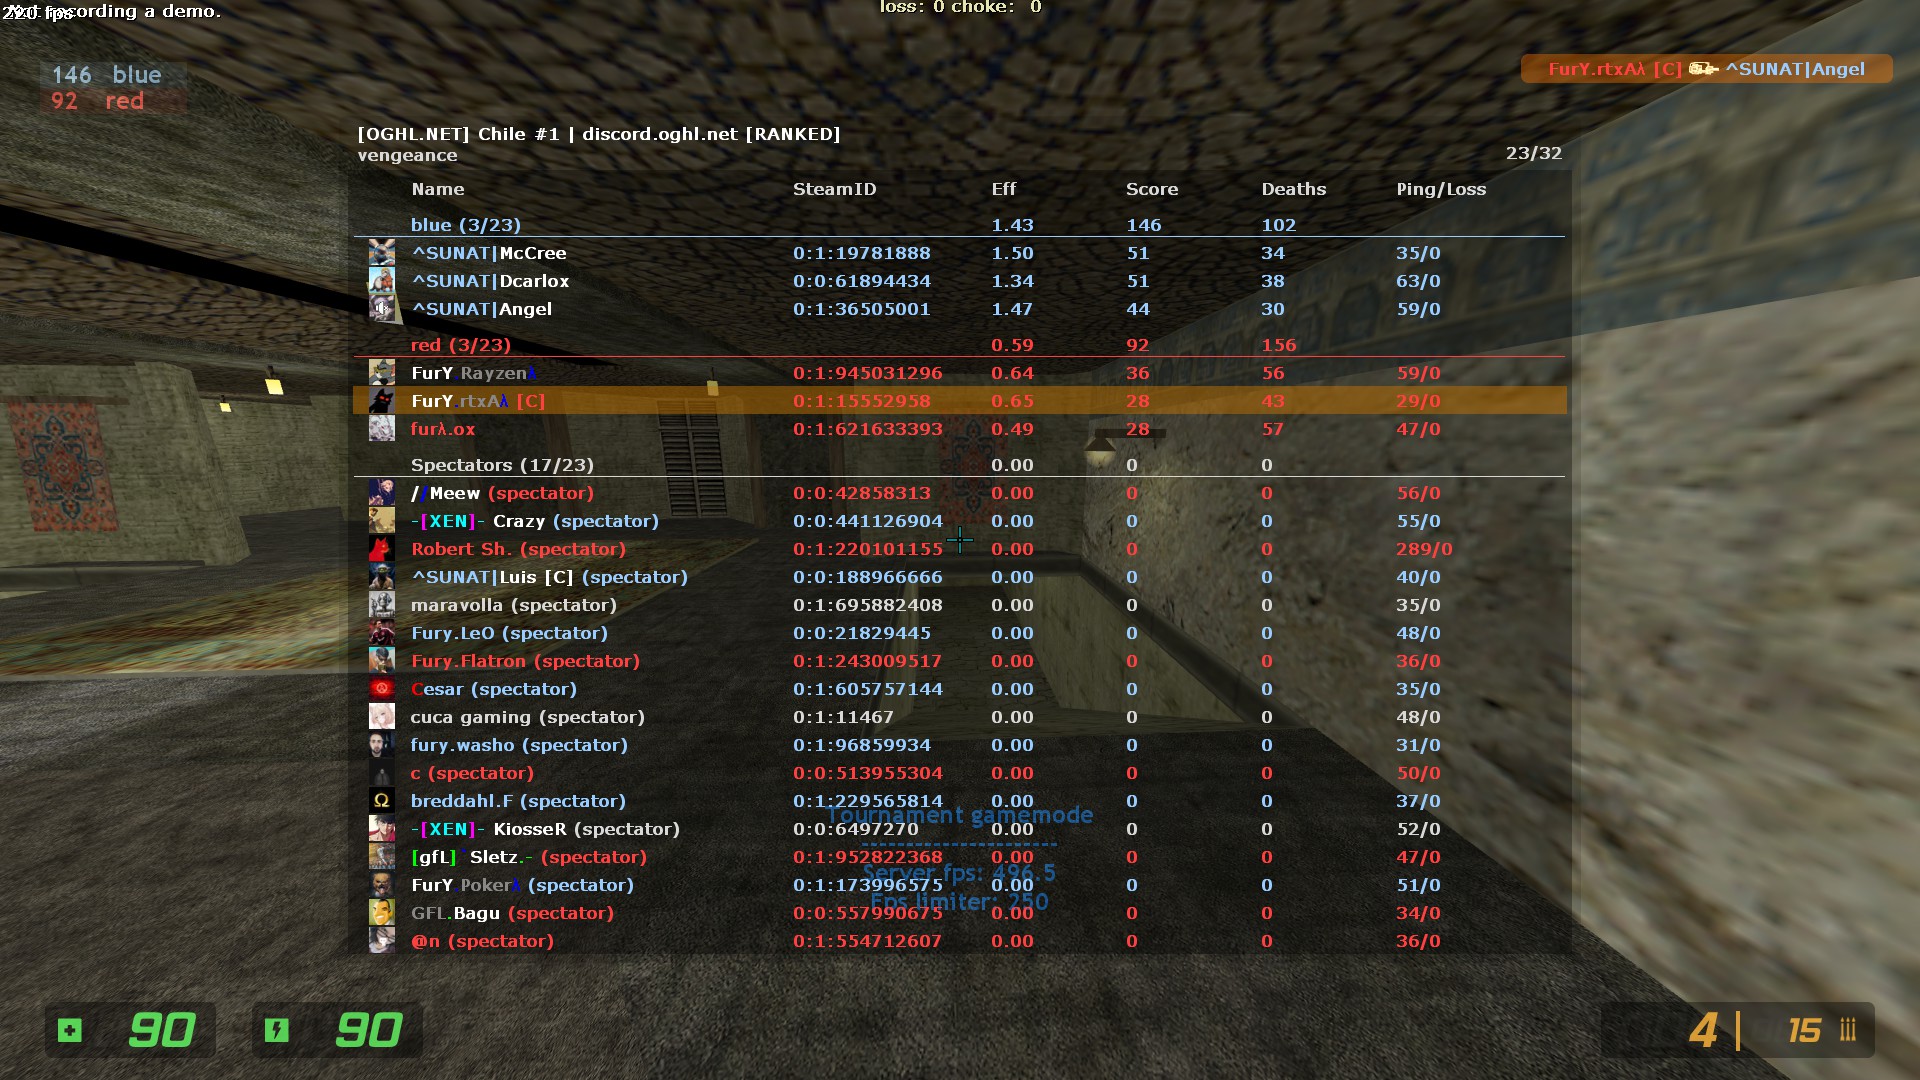 Not recording a demo.
220 fps
loss: 0 choke: 0
146 blue
92 red
FurY.rtxAλ [C] ^SUNAT|Angel
[OGHL.NET] Chile #1 | discord.oghl.net [RANKED]
vengeance 23/32
Name SteamID Eff Score Deaths Ping/Loss
blue (3/23) 1.43 146 102
^SUNAT|McCree 0:1:19781888 1.50 51 34 35/0
^SUNAT|Dcarlox 0:0:61894434 1.34 51 38 63/0
^SUNAT|Angel 0:1:36505001 1.47 44 30 59/0
red (3/23) 0.59 92 156
FurY.Rayzenλ 0:1:945031296 0.64 36 56 59/0
FurY.rtxAλ [C] 0:1:15552958 0.65 28 43 29/0
furλ.ox 0:1:621633393 0.49 28 57 47/0
Spectators (17/23) 0.00 0 0
//Meew (spectator) 0:0:42858313 0.00 0 0 56/0
-[XEN]- Crazy (spectator) 0:0:441126904 0.00 0 0 55/0
Robert Sh. (spectator) 0:1:220101155 0.00 0 0 289/0
^SUNAT|Luis [C] (spectator) 0:0:188966666 0.00 0 0 40/0
maravolla (spectator) 0:1:695882408 0.00 0 0 35/0
Fury.LeO (spectator) 0:0:21829445 0.00 0 0 48/0
Fury.Flatron (spectator) 0:1:243009517 0.00 0 0 36/0
Cesar (spectator) 0:1:605757144 0.00 0 0 35/0
cuca gaming (spectator) 0:1:11467 0.00 0 0 48/0
fury.washo (spectator) 0:1:96859934 0.00 0 0 31/0
c (spectator) 0:0:513955304 0.00 0 0 50/0
breddahl.F (spectator) 0:1:229565814 0.00 0 0 37/0
-[XEN]- KiosseR (spectator) 0:0:6497270 0.00 0 0 52/0
[gfL] Sletz.- (spectator) 0:1:952822368 0.00 0 0 47/0
FurY.Pokerλ (spectator) 0:1:173996575 0.00 0 0 51/0
GFL.Bagu (spectator) 0:0:557990675 0.00 0 0 34/0
@n (spectator) 0:1:554712607 0.00 0 0 36/0
Tournament gamemode
--------------------
Server fps: 496.5
Fps limiter: 250
90 90 4 | 15